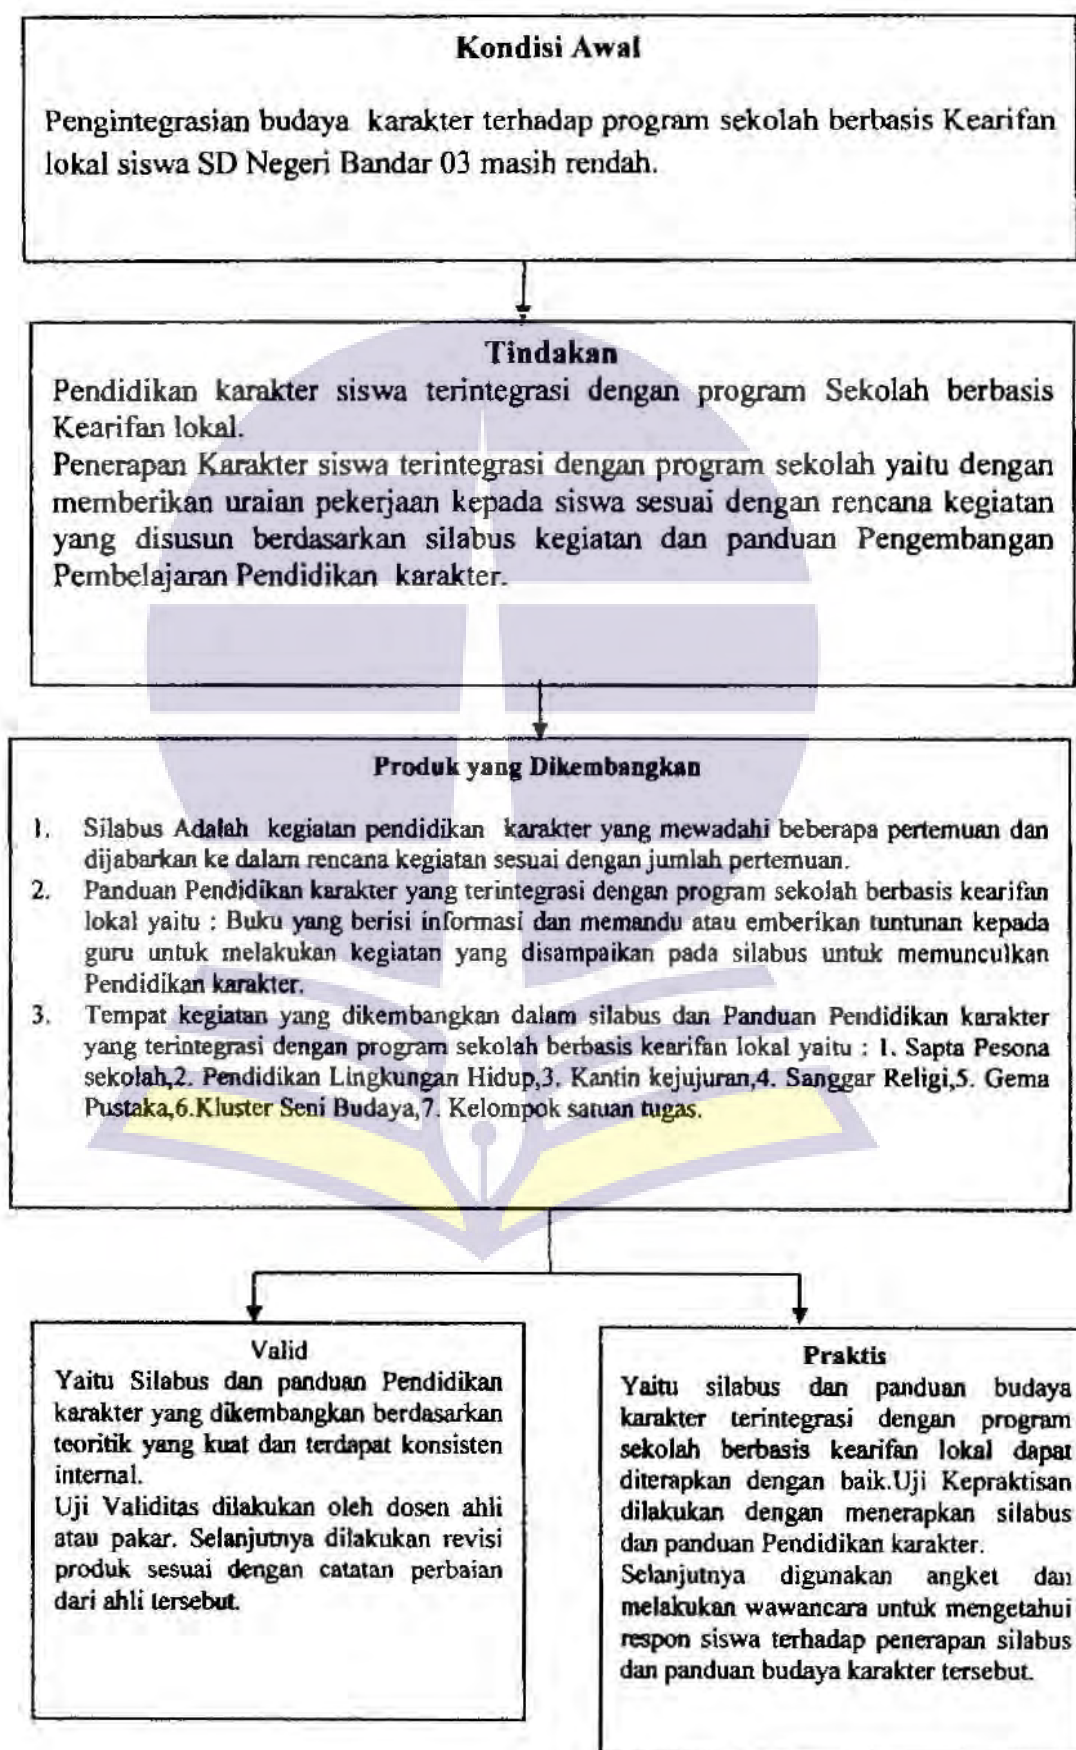 Kondisi Awal
Pengintegrasian budaya karakter terhadap program sekolah berbasis Kearifan
lokal siswa SD Negeri Bandar 03 masih rendah.
Tindakan
Pendidikan karakter siswa terintegrasi dengan program Sekolah berbasis
Kearifan lokal.
Penerapan Karakter siswa terintegrasi dengan program sekolah yaitu dengan
memberikan uraian pekerjaan kepada siswa sesuai dengan rencana kegiatan
yang disusun berdasarkan silabus kegiatan dan panduan Pengembangan
Pembelajaran Pendidikan karakter.
Produk yang Dikembangkan
1. Silabus Adalah kegiatan pendidikan karakter yang mewadahi beberapa pertemuan dan
dijabarkan ke dalam rencana kegiatan sesuai dengan jumlah pertemuan.
2. Panduan Pendidikan karakter yang terintegrasi dengan program sekolah berbasis kearifan
lokal yaitu : Buku yang berisi informasi dan memandu atau emberikan tuntunan kepada
guru untuk melakukan kegiatan yang disampaikan pada silabus untuk memunculkan
Pendidikan karakter.
3. Tempat kegiatan yang dikembangkan dalam silabus dan Panduan Pendidikan karakter
yang terintegrasi dengan program sekolah berbasis kearifan lokal yaitu : 1. Sapta Pesona
sekolah,2. Pendidikan Lingkungan Hidup,3. Kantin kejujuran,4. Sanggar Religi,5. Gema
Pustaka,6.Kluster Seni Budaya,7. Kelompok satuan tugas.
Valid
Yaitu Silabus dan panduan Pendidikan
karakter yang dikembangkan berdasarkan
teoritik yang kuat dan terdapat konsisten
internal.
Uji Validitas dilakukan oleh dosen ahli
atau pakar. Selanjutnya dilakukan revisi
produk sesuai dengan catatan perbaian
dari ahli tersebut.
Praktis
Yaitu silabus dan panduan budaya
karakter terintegrasi dengan program
sekolah berbasis kearifan lokal dapat
diterapkan dengan baik.Uji Kepraktisan
dilakukan dengan menerapkan silabus
dan panduan Pendidikan karakter.
Selanjutnya digunakan angket dan
melakukan wawancara untuk mengetahui
respon siswa terhadap penerapan silabus
dan panduan budaya karakter tersebut.